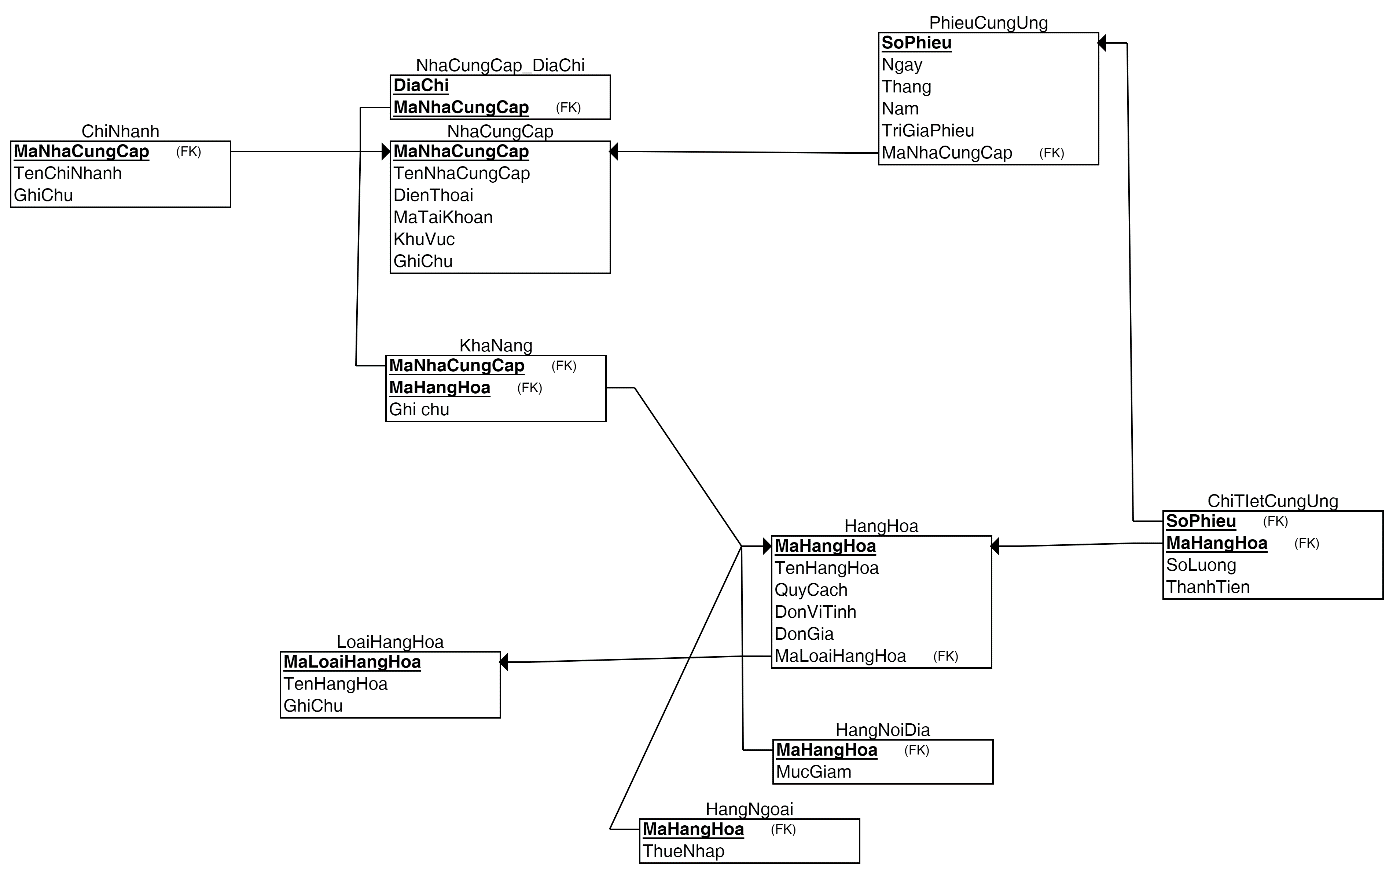 PhieuCungUng
SoPhieu
Ngay
Thang
Nam
TriGiaPhieu
MaNhaCungCap (FK)
NhaCungCap_DiaChi
DiaChi
MaNhaCungCap (FK)
ChiNhanh
MaNhaCungCap (FK)
TenChiNhanh
GhiChu
NhaCungCap
MaNhaCungCap
TenNhaCungCap
DienThoai
MaTaiKhoan
KhuVuc
GhiChu
KhaNang
MaNhaCungCap (FK)
MaHangHoa (FK)
Ghi chu
ChiTIetCungUng
SoPhieu (FK)
MaHangHoa (FK)
SoLuong
ThanhTien
HangHoa
MaHangHoa
TenHangHoa
QuyCach
DonViTinh
DonGia
MaLoaiHangHoa (FK)
LoaiHangHoa
MaLoaiHangHoa
TenHangHoa
GhiChu
HangNoiDia
MaHangHoa (FK)
MucGiam
HangNgoai
MaHangHoa (FK)
ThueNhap